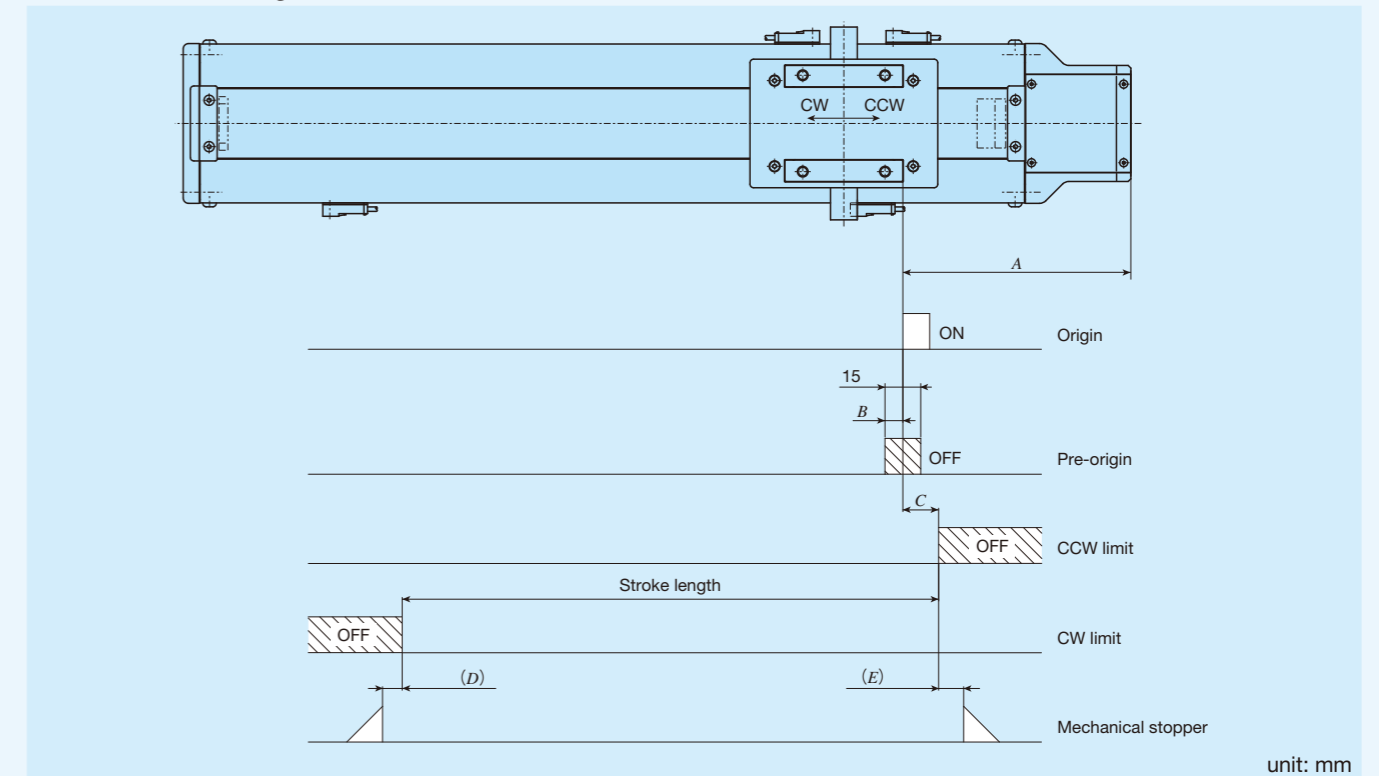 CW CCW
A
ON Origin
15
B
OFF Pre-origin
C
OFF CCW limit
Stroke length
OFF CW limit
(D) (E)
Mechanical stopper
unit: mm